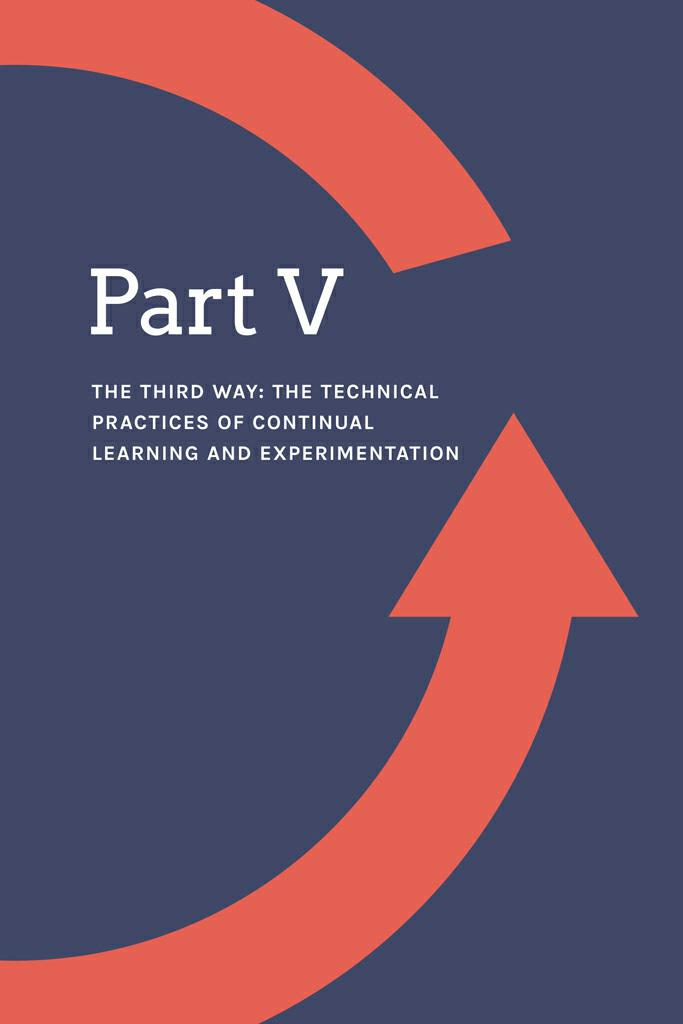 Part V
THE THIRD WAY: THE TECHNICAL
PRACTICES OF CONTINUAL
LEARNING AND EXPERIMENTATION